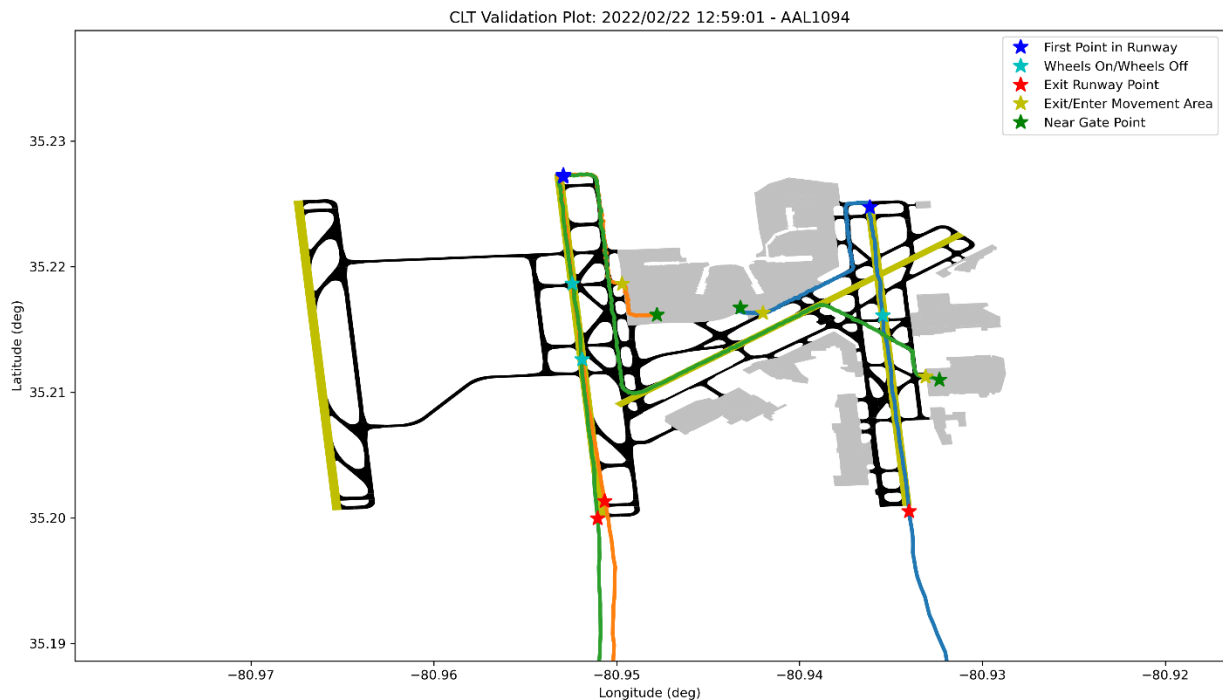 CLT Validation Plot: 2022/02/22 12:59:01 - AAL1094
First Point in Runway
Wheels On/Wheels Off
Exit Runway Point
Exit/Enter Movement Area
Near Gate Point
35.23
35.22
35.21
35.20
35.19
Latitude (deg)
−80.97 −80.96 −80.95 −80.94 −80.93 −80.92
Longitude (deg)